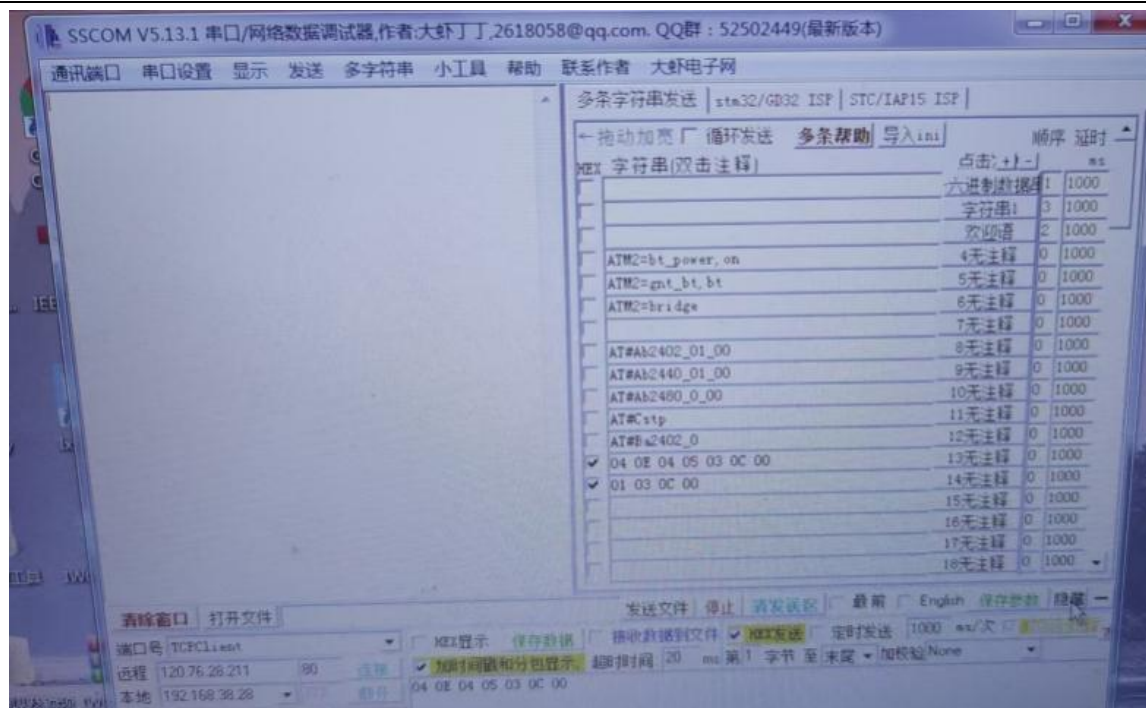 SSCOM V5.13.1 串口/网络数据调试器,作者:大虾丁丁,2618058@qq.com. QQ群：52502449(最新版本)
通讯端口 串口设置 显示 发送 多字符串 小工具 帮助 联系作者 大虾电子网
多条字符串发送 stm32/GD32 ISP STC/IAP15 ISP
←拖动加宽 循环发送 多条帮助 导入ini 顺序 延时
HEX 字符串(双击注释) 点击 +) -) ms
六进制数据 1 1000
字符串1 3 1000
欢迎语 2 1000
ATM2=bt_power,on 4无注释 0 1000
ATM2=gnt_bt,bt 5无注释 0 1000
ATM2=bridge 6无注释 0 1000
7无注释 0 1000
AT#Ab2402_01_00 8无注释 0 1000
AT#Ab2440_01_00 9无注释 0 1000
AT#Ab2480_0_00 10无注释 0 1000
AT#Cstp 11无注释 0 1000
AT#Ba2402_0 12无注释 0 1000
04 0E 04 05 03 0C 00 13无注释 0 1000
01 03 0C 00 14无注释 0 1000
15无注释 0 1000
16无注释 0 1000
17无注释 0 1000
18无注释 0 1000
清除窗口 打开文件 发送文件 停止 清发送区 最前 English 保存参数 隐藏
端口号 TCPClient HEX显示 保存数据 接收数据到文件 HEX发送 定时发送 1000 ms/次
远程 120.76.28.211 80 连接 加时间戳和分包显示, 超时时间 20 ms 第 1 字节 至 末尾 加校验 None
本地 192.168.38.28 断开 04 0E 04 05 03 0C 00